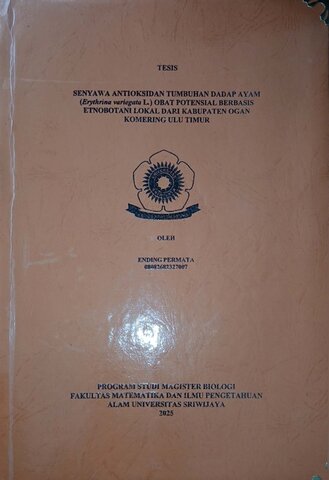 TESIS
SENYAWA ANTIOKSIDAN TUMBUHAN DADAP AYAM
(Erythrina variegata L.) OBAT POTENSIAL BERBASIS
ETNOBOTANI LOKAL DARI KABUPATEN OGAN
KOMERING ULU TIMUR
OLEH
ENDING PERMATA
PROGRAM STUDI MAGISTER BIOLOGI
FAKULTAS MATEMATIKA DAN ILMU PENGETAHUAN
ALAM UNIVERSITAS SRIWIJAYA
2025